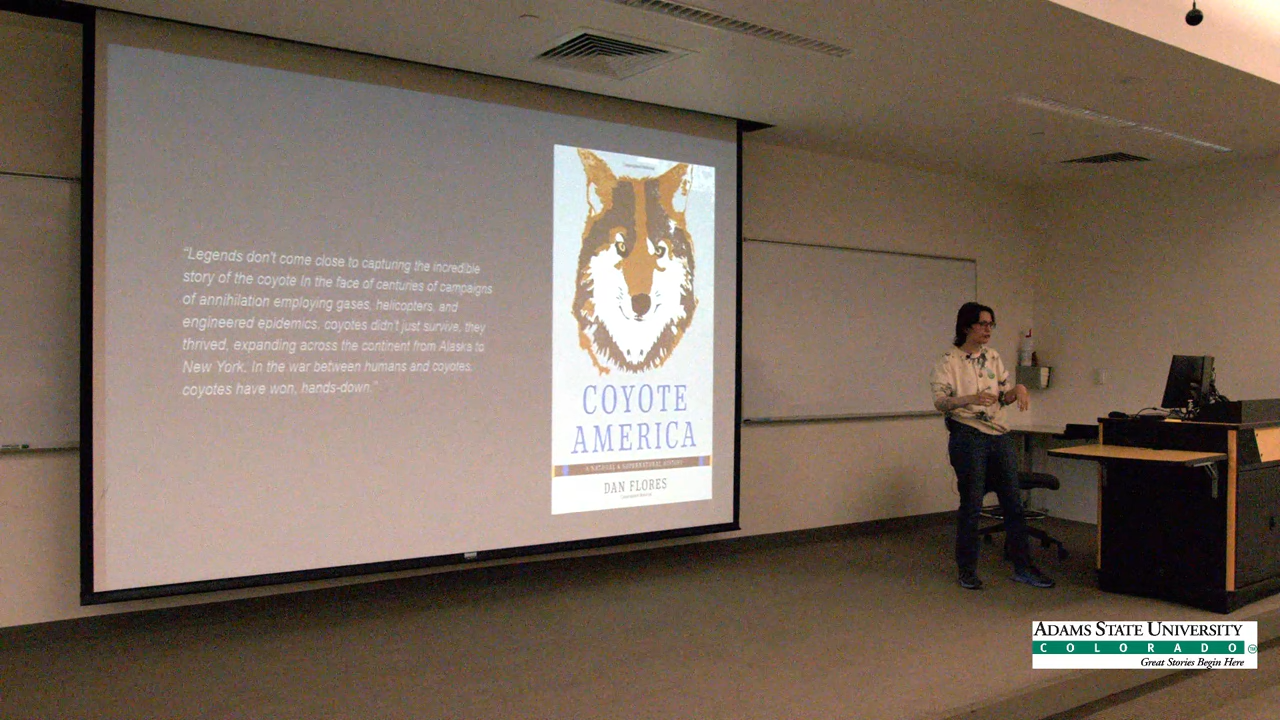 "Legends don't come close to capturing the incredible
story of the coyote In the face of centuries of campaigns
of annihilation employing gases, helicopters, and
engineered epidemics, coyotes didn't just survive, they
thrived, expanding across the continent from Alaska to
New York. In the war between humans and coyotes,
coyotes have won, hands-down."
COYOTE
AMERICA
A NATURAL & SUPERNATURAL HISTORY
DAN FLORES
ADAMS STATE UNIVERSITY
COLORADO
Great Stories Begin Here